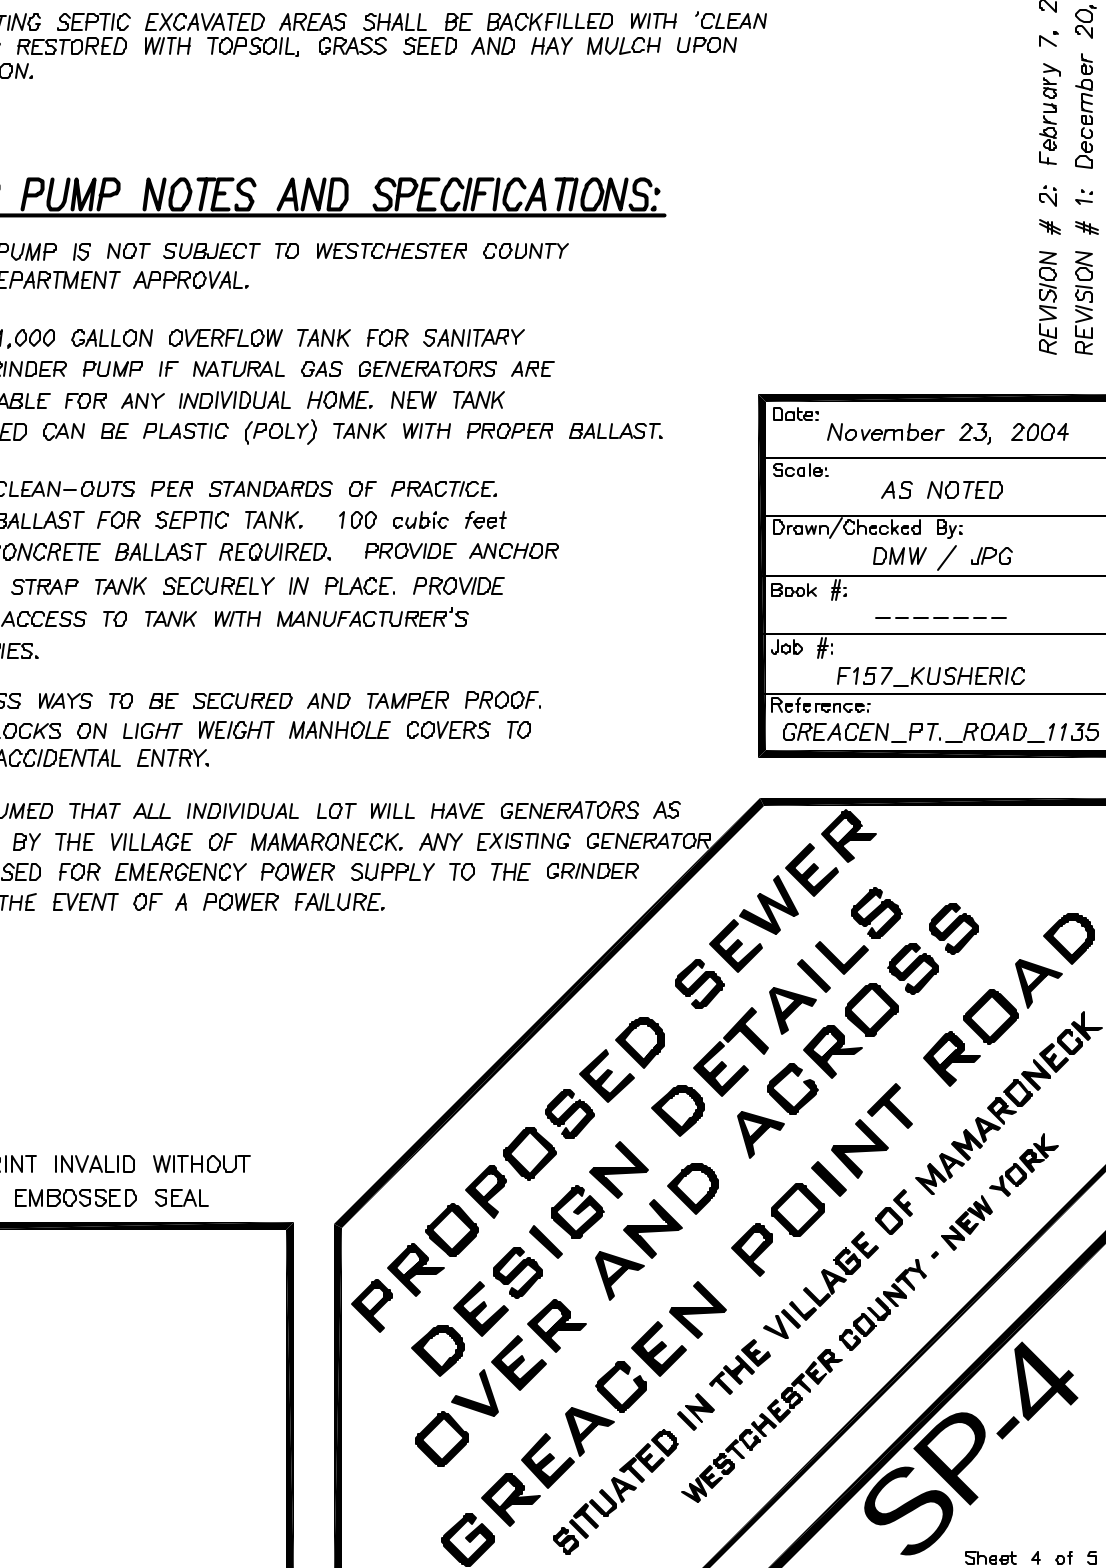 TING SEPTIC EXCAVATED AREAS SHALL BE BACKFILLED WITH 'CLEAN
RESTORED WITH TOPSOIL, GRASS SEED AND HAY MULCH UPON
ON.
PUMP NOTES AND SPECIFICATIONS:
PUMP IS NOT SUBJECT TO WESTCHESTER COUNTY
EPARTMENT APPROVAL.
1,000 GALLON OVERFLOW TANK FOR SANITARY
RINDER PUMP IF NATURAL GAS GENERATORS ARE
ABLE FOR ANY INDIVIDUAL HOME. NEW TANK
ED CAN BE PLASTIC (POLY) TANK WITH PROPER BALLAST.
CLEAN-OUTS PER STANDARDS OF PRACTICE.
BALLAST FOR SEPTIC TANK. 100 cubic feet
CONCRETE BALLAST REQUIRED. PROVIDE ANCHOR
STRAP TANK SECURELY IN PLACE. PROVIDE
ACCESS TO TANK WITH MANUFACTURER'S
IES.
SS WAYS TO BE SECURED AND TAMPER PROOF.
LOCKS ON LIGHT WEIGHT MANHOLE COVERS TO
ACCIDENTAL ENTRY.
UMED THAT ALL INDIVIDUAL LOT WILL HAVE GENERATORS AS
BY THE VILLAGE OF MAMARONECK. ANY EXISTING GENERATOR
SED FOR EMERGENCY POWER SUPPLY TO THE GRINDER
THE EVENT OF A POWER FAILURE.
REVISION # 2: February 7, 2
REVISION # 1: December 20,
Date:
November 23, 2004
Scale:
AS NOTED
Drawn/Checked By:
DMW / JPG
Book #:
-------
Job #:
F157_KUSHERIC
Reference:
GREACEN_PT._ROAD_1135
RINT INVALID WITHOUT
EMBOSSED SEAL
PROPOSED SEWER
DESIGN DETAILS
OVER AND ACROSS
GREACEN POINT ROAD
SITUATED IN THE VILLAGE OF MAMARONECK
WESTCHESTER COUNTY - NEW YORK
SP-4
Sheet 4 of 5